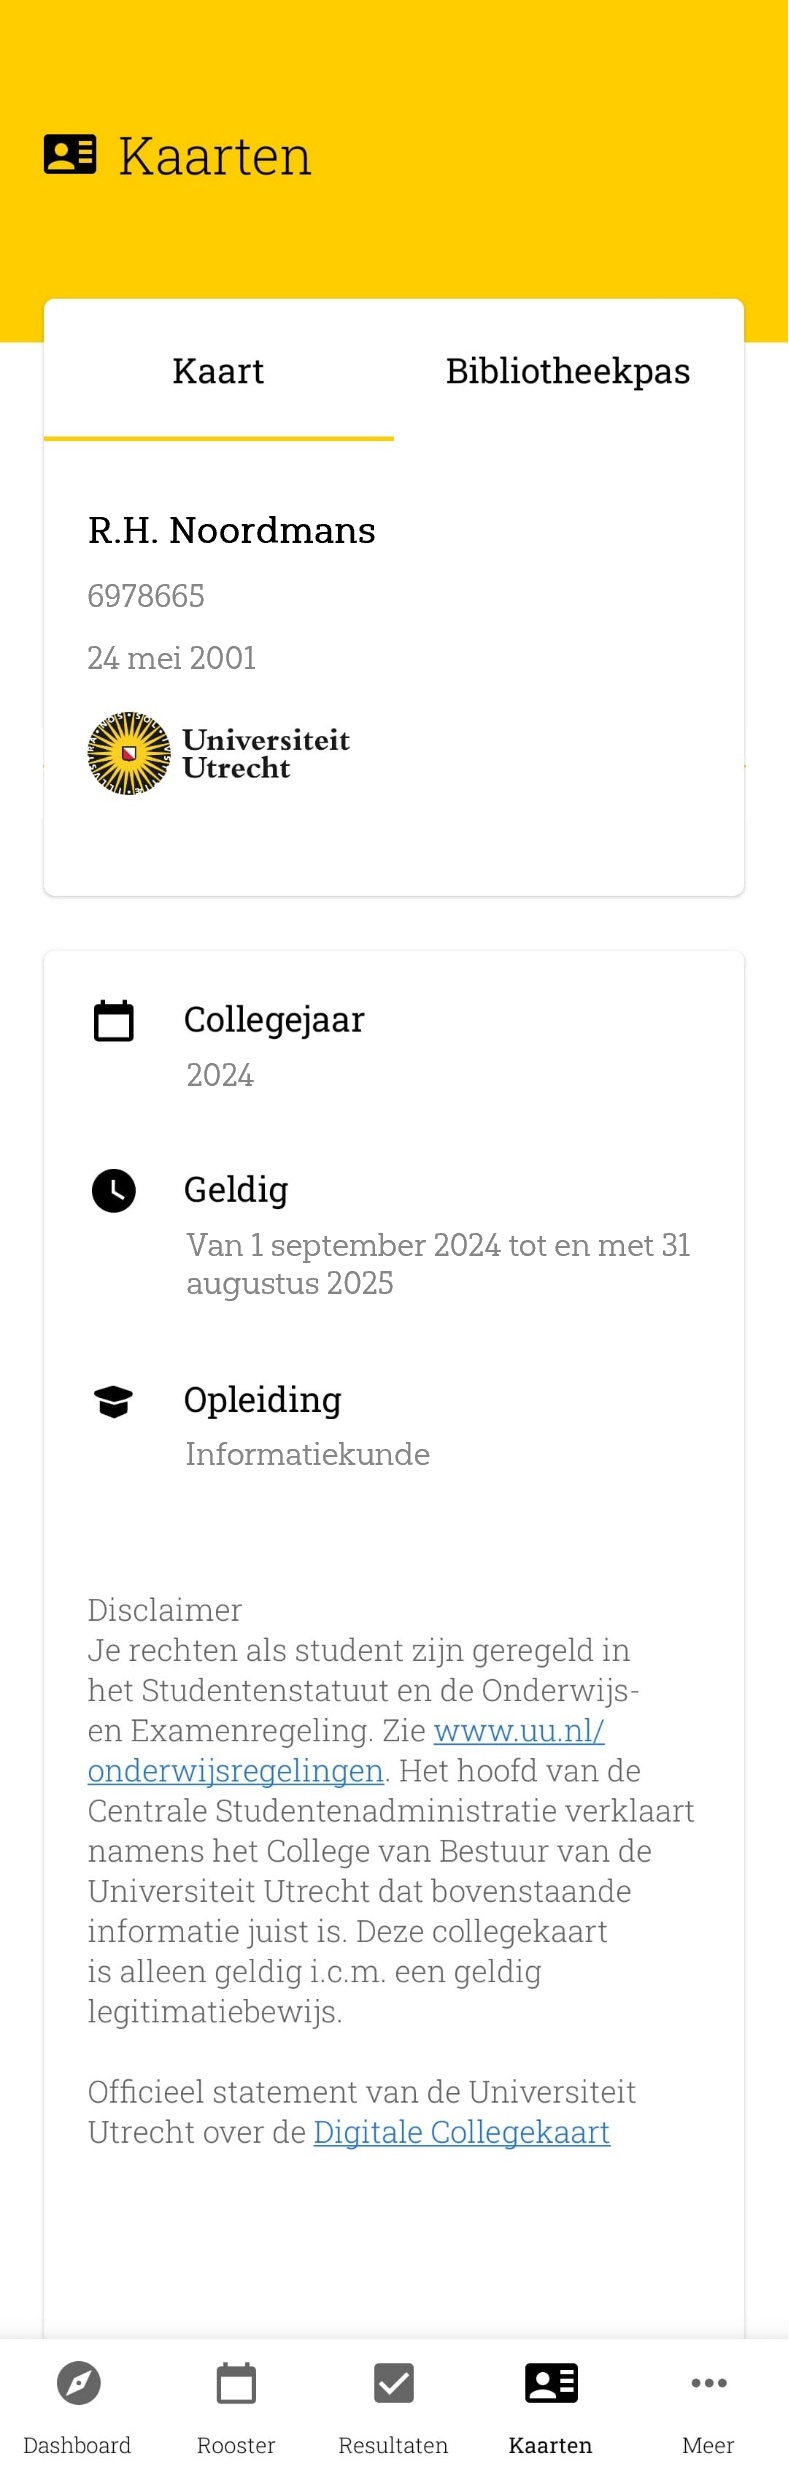 Kaarten
Kaart
Bibliotheekpas
R.H. Noordmans
6978665
24 mei 2001
Universiteit
Utrecht
Collegejaar
2024
Geldig
Van 1 september 2024 tot en met 31
augustus 2025
Opleiding
Informatiekunde
Disclaimer
Je rechten als student zijn geregeld in
het Studentenstatuut en de Onderwijs-
en Examenregeling. Zie www.uu.nl/
onderwijsregelingen. Het hoofd van de
Centrale Studentenadministratie verklaart
namens het College van Bestuur van de
Universiteit Utrecht dat bovenstaande
informatie juist is. Deze collegekaart
is alleen geldig i.c.m. een geldig
legitimatiebewijs.
Officieel statement van de Universiteit
Utrecht over de Digitale Collegekaart
Dashboard
Rooster
Resultaten
Kaarten
Meer